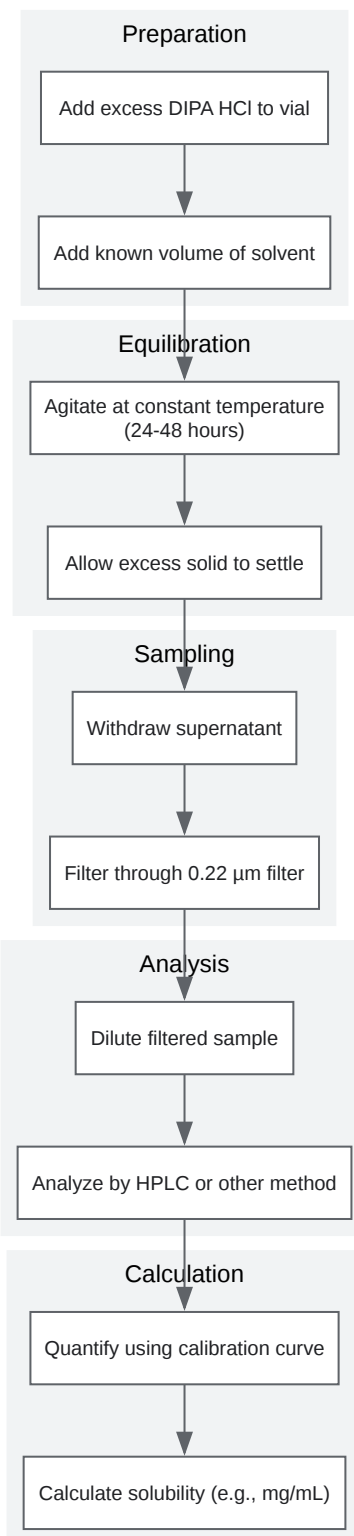 Preparation
Add excess DIPA HCl to vial
Add known volume of solvent
Equilibration
Agitate at constant temperature
(24-48 hours)
Allow excess solid to settle
Sampling
Withdraw supernatant
Filter through 0.22 µm filter
Analysis
Dilute filtered sample
Analyze by HPLC or other method
Calculation
Quantify using calibration curve
Calculate solubility (e.g., mg/mL)